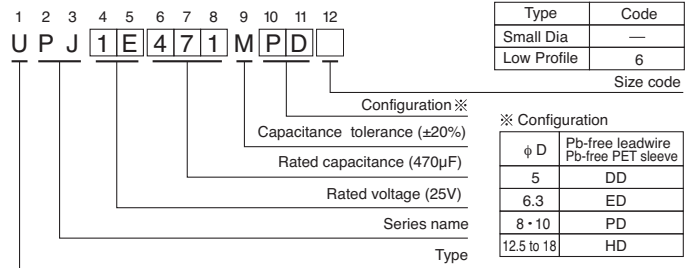 1 2 3 4 5 6 7 8 9 10 11 12
U P J 1 E 4 7 1 M P D
Type Code
Small Dia —
Low Profile 6
Size code
Configuration ※
Capacitance tolerance (±20%)
Rated capacitance (470µF)
Rated voltage (25V)
Series name
Type
※ Configuration
ϕ D Pb-free leadwire
Pb-free PET sleeve
5 DD
6.3 ED
8・10 PD
12.5 to 18 HD